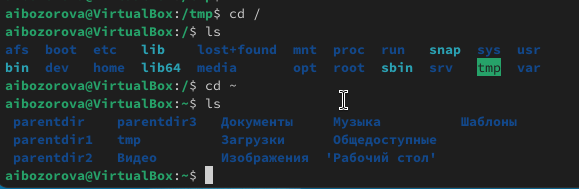 aibozorova@VirtualBox:/tmp$ cd /
aibozorova@VirtualBox:/$ ls
afs boot etc lib lost+found mnt proc run snap sys usr
bin dev home lib64 media opt root sbin srv tmp var
aibozorova@VirtualBox:/$ cd ~
aibozorova@VirtualBox:~$ ls
parentdir parentdir3 Документы Музыка Шаблоны
parentdir1 tmp Загрузки Общедоступные
parentdir2 Видео Изображения 'Рабочий стол'
aibozorova@VirtualBox:~$